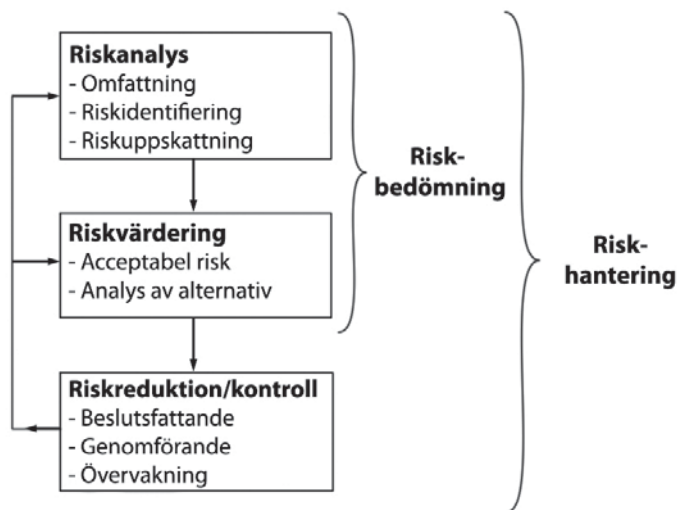 Riskanalys
- Omfattning
- Riskidentifiering
- Riskuppskattning
Risk-
bedömning
Riskvärdering
- Acceptabel risk
- Analys av alternativ
Risk-
hantering
Riskreduktion/kontroll
- Beslutsfattande
- Genomförande
- Övervakning